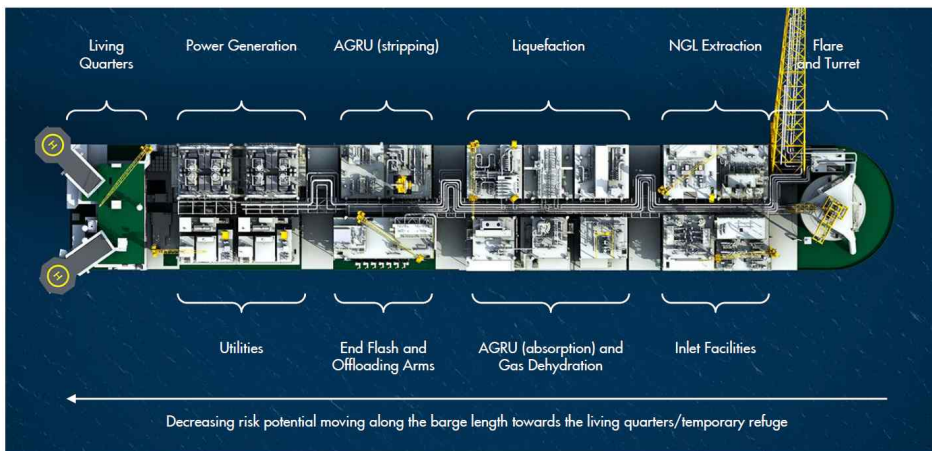 Living
Quarters
Power Generation
AGRU (stripping)
Liquefaction
NGL Extraction
Flare
and Turret
H
H
Utilities
End Flash and
Offloading Arms
AGRU (absorption) and
Gas Dehydration
Inlet Facilities
Decreasing risk potential moving along the barge length towards the living quarters/temporary refuge